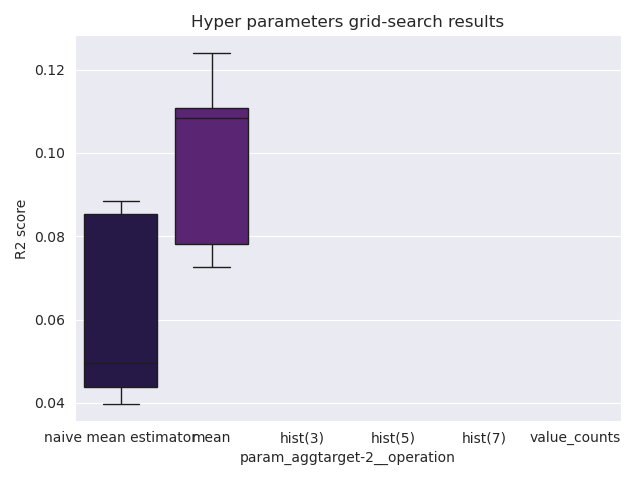 Hyper parameters grid-search results
0.12
0.10
0.08
0.06
0.04
R2 score
naive mean estimator mean hist(3) hist(5) hist(7) value_counts
param_aggtarget-2__operation